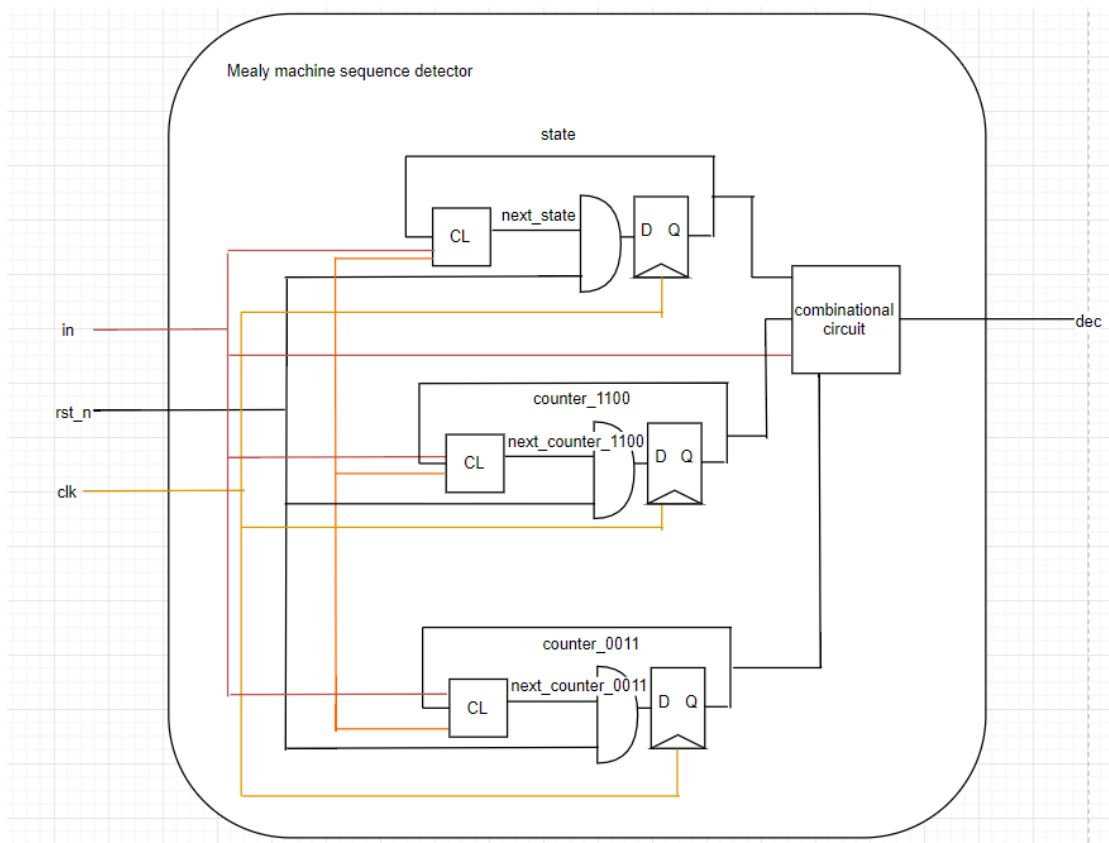 Mealy machine sequence detector
state
next_state
CL
D Q
combinational
circuit
in
dec
counter_1100
rst_n
next_counter_1100
CL
D Q
clk
counter_0011
next_counter_0011
CL
D Q